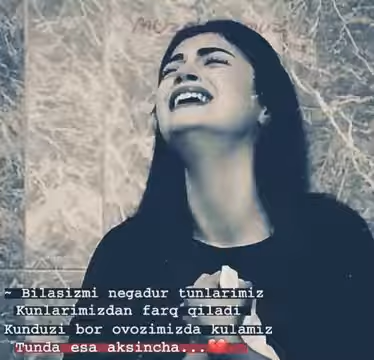 ~ Bilasizmi negadur tunlarimiz
Kunlarimizdan farq qiladi
Kunduzi bor ovozimizda kulamiz
Tunda esa aksincha...💔